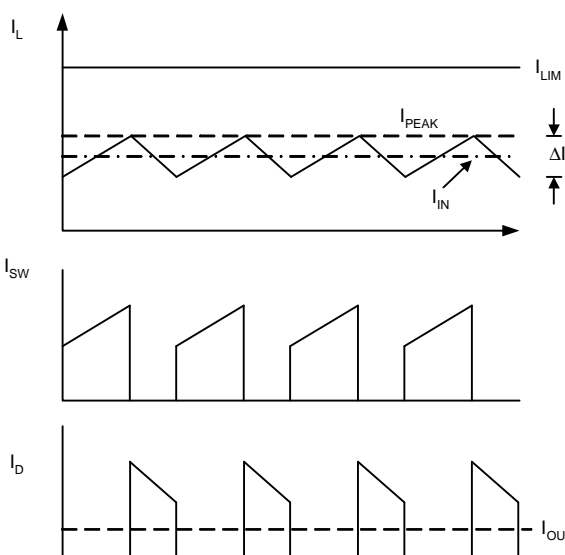 I_L
I_LIM
I_PEAK
ΔI
I_IN
I_SW
I_D
I_OU